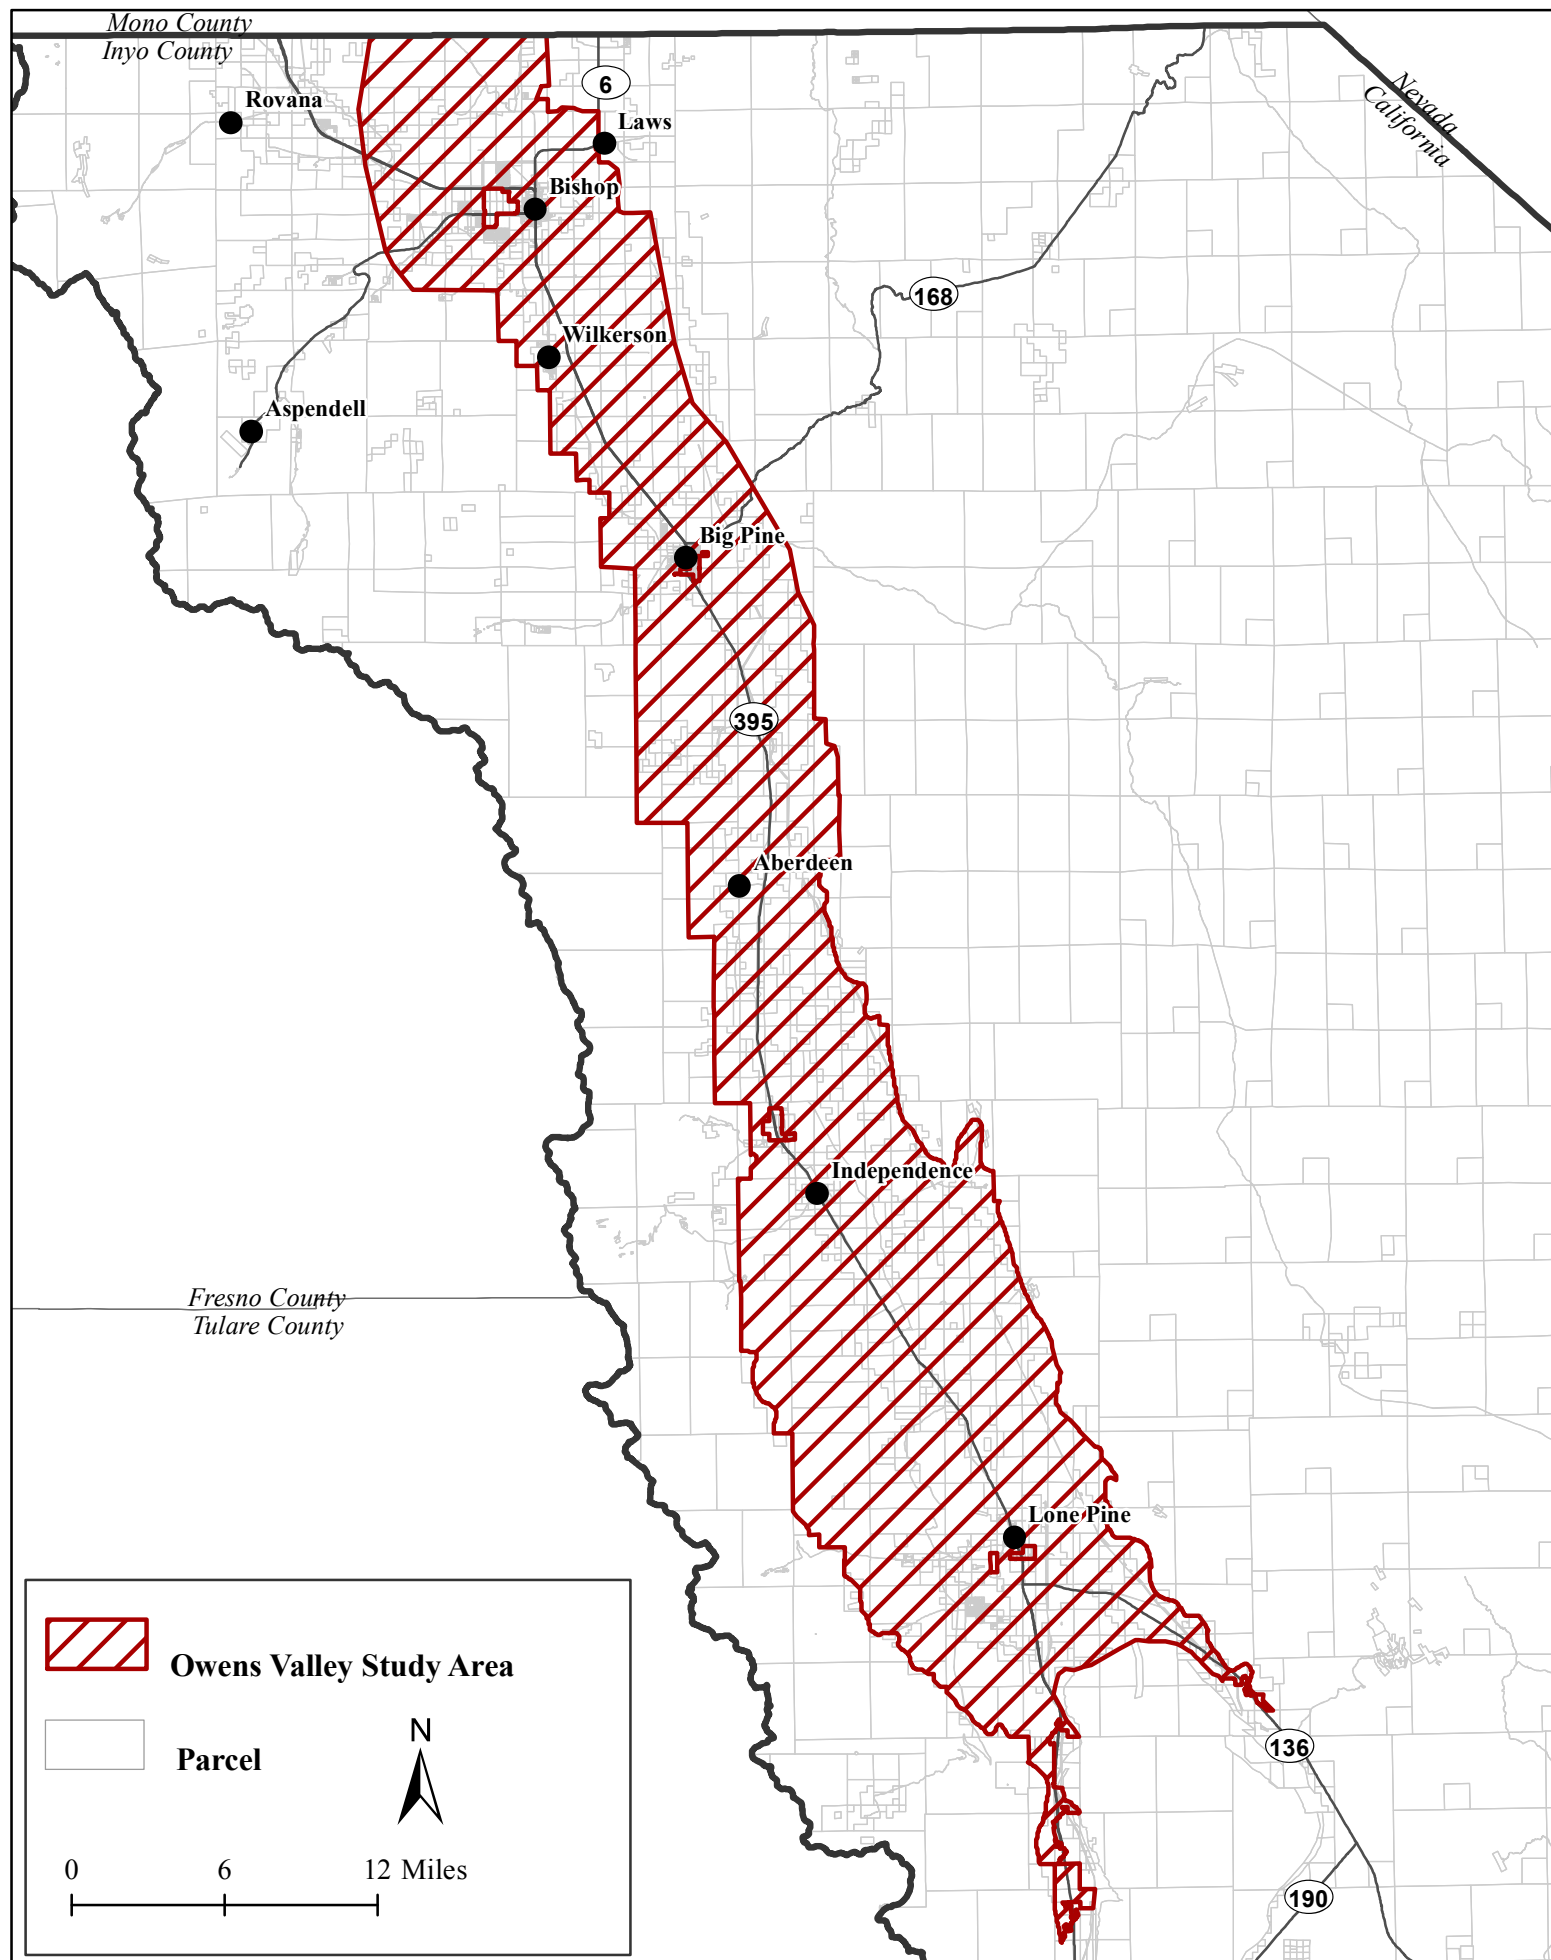 Mono County
Inyo County
Rovana
6
Laws
Nevada
California
Bishop
168
Wilkerson
Aspendell
Big Pine
395
Aberdeen
Independence
Fresno County
Tulare County
Lone Pine
Owens Valley Study Area
Parcel
N
0 6 12 Miles
136
190